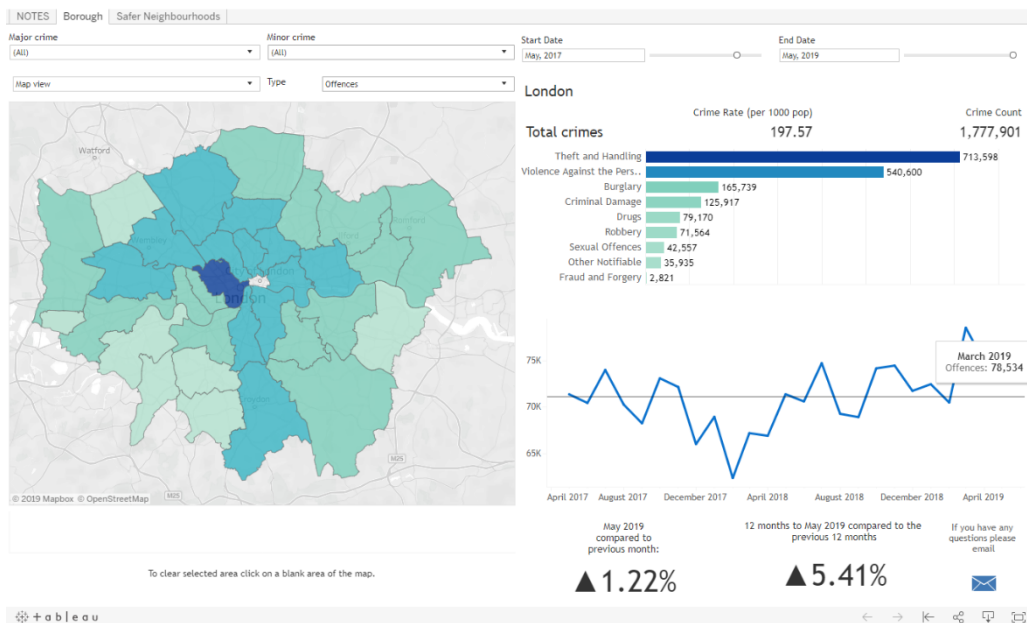 NOTES Borough Safer Neighbourhoods
Major crime Minor crime
(All) (All)
Start Date End Date
May, 2017 May, 2019
Map view Type Offences
London
Crime Rate (per 1000 pop) Crime Count
Total crimes 197.57 1,777,901
Theft and Handling 713,598
Violence Against the Pers.. 540,600
Burglary 165,739
Criminal Damage 125,917
Drugs 79,170
Robbery 71,564
Sexual Offences 42,557
Other Notifiable 35,935
Fraud and Forgery 2,821
Watford
Romford
Ilford
Wembley
London
London
Croydon
M25
M25
© 2019 Mapbox © OpenStreetMap
75K
70K
65K
March 2019
Offences: 78,534
April 2017 August 2017 December 2017 April 2018 August 2018 December 2018 April 2019
To clear selected area click on a blank area of the map.
May 2019
compared to
previous month:
▲1.22%
12 months to May 2019 compared to the
previous 12 months
▲5.41%
If you have any
questions please
email
+ableau